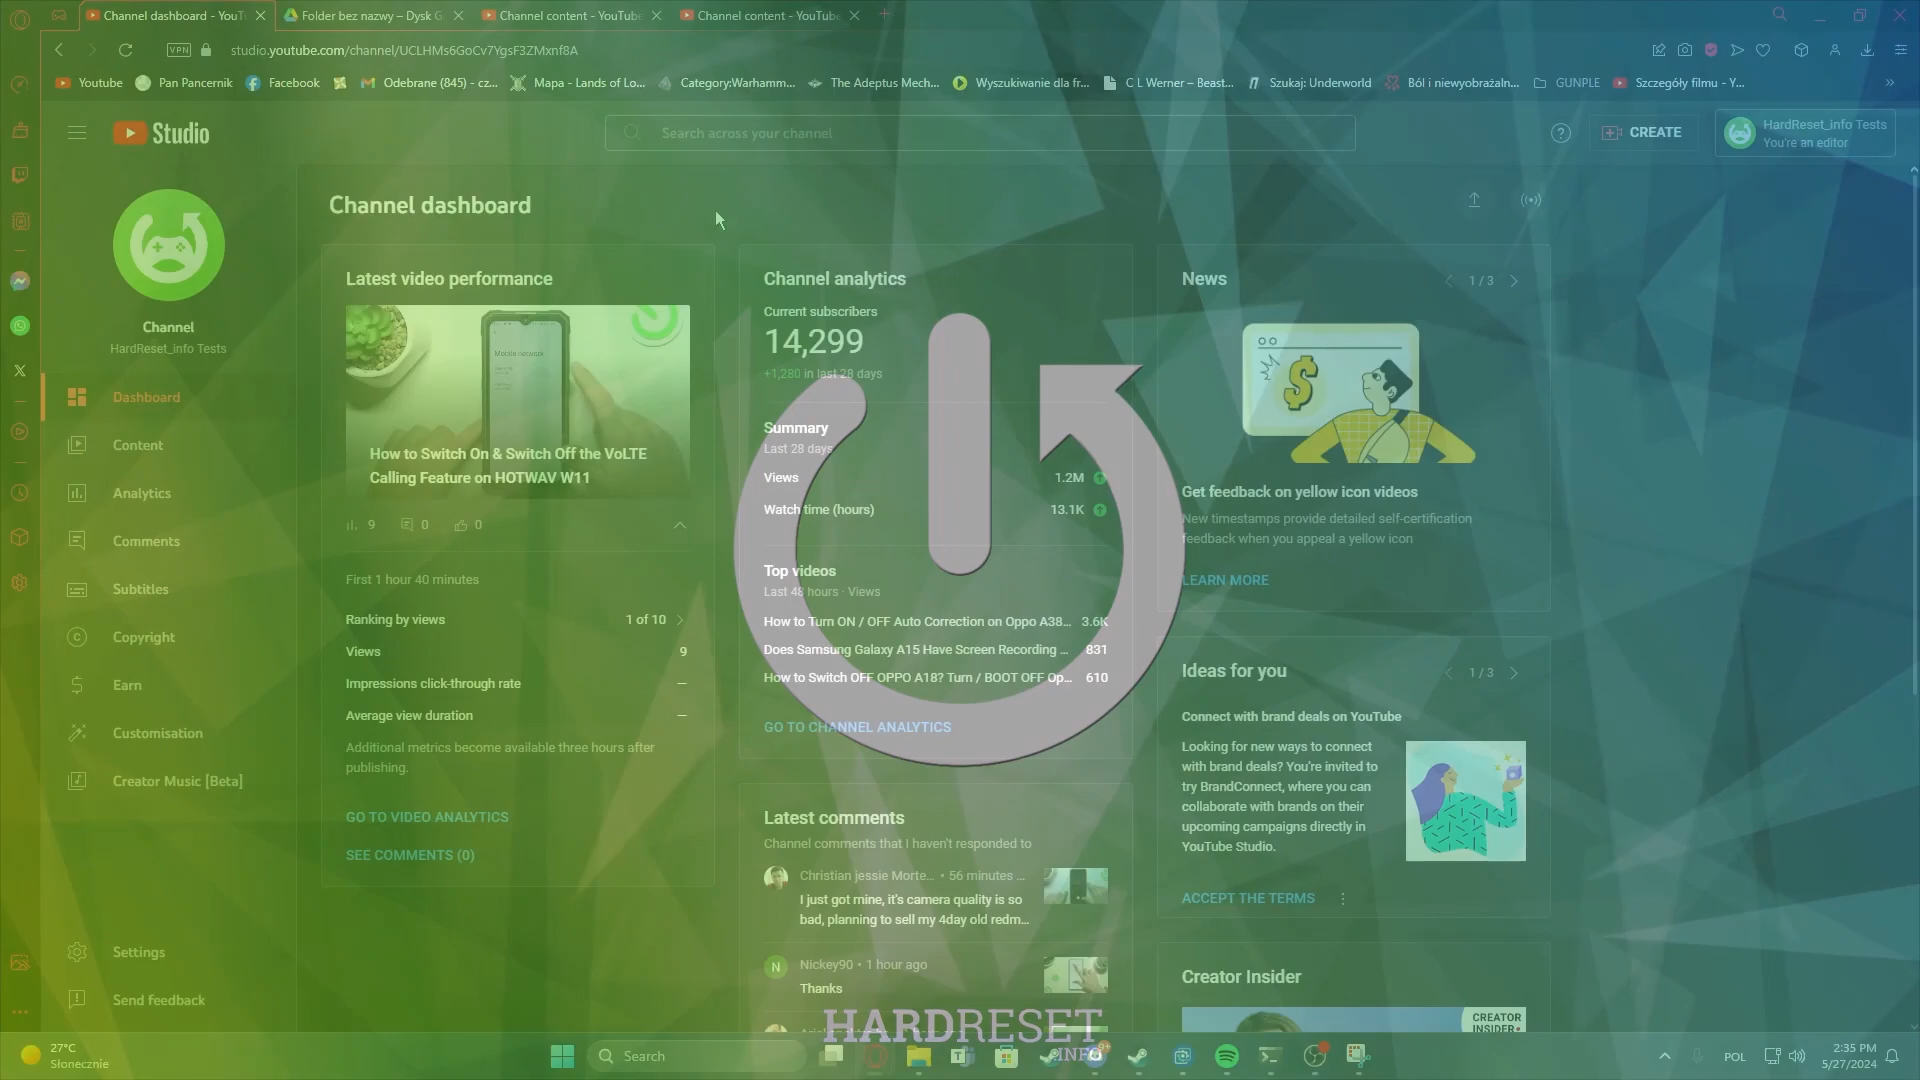 Channel dashboard - YouT
Folder bez nazwy – Dysk G
Channel content - YouTube
Channel content - YouTube
VPN
studio.youtube.com/channel/UCLHMs6GoCv7YgsF3ZMxnf8A
Youtube
Pan Pancernik
Facebook
Odebrane (845) - cz...
Mapa - Lands of Lo...
Category:Warhamm...
The Adeptus Mech...
Wyszukiwanie dla fr...
C L Werner – Beast...
Szukaj: Underworld
Ból i niewyobrażaln...
GUNPLE
Szczegóły filmu - Y...
Studio
Search across your channel
CREATE
HardReset_info Tests
You're an editor
Channel
HardReset_info Tests
Dashboard
Content
Analytics
Comments
Subtitles
Copyright
Earn
Customisation
Creator Music [Beta]
Settings
Send feedback
Channel dashboard
Latest video performance
Mobile network
How to Switch On & Switch Off the VoLTE
Calling Feature on HOTWAV W11
9 0 0
First 1 hour 40 minutes
Ranking by views 1 of 10
Views 9
Impressions click-through rate —
Average view duration —
Additional metrics become available three hours after
publishing.
GO TO VIDEO ANALYTICS
SEE COMMENTS (0)
Channel analytics
Current subscribers
14,299
+1,280 in last 28 days
Summary
Last 28 days
Views 1.2M
Watch time (hours) 13.1K
Top videos
Last 48 hours · Views
How to Turn ON / OFF Auto Correction on Oppo A38... 3.6K
Does Samsung Galaxy A15 Have Screen Recording ... 831
How to Switch OFF OPPO A18? Turn / BOOT OFF Op... 610
GO TO CHANNEL ANALYTICS
Latest comments
Channel comments that I haven't responded to
Christian jessie Morte... • 56 minutes ...
I just got mine, it's camera quality is so
bad, planning to sell my 4day old redm...
N
Nickey90 • 1 hour ago
Thanks
News
1 / 3
Get feedback on yellow icon videos
New timestamps provide detailed self-certification
feedback when you appeal a yellow icon
LEARN MORE
Ideas for you
1 / 3
Connect with brand deals on YouTube
Looking for new ways to connect
with brand deals? You're invited to
try BrandConnect, where you can
collaborate with brands on their
upcoming campaigns directly in
YouTube Studio.
ACCEPT THE TERMS
Creator Insider
CREATOR
INSIDER
HARDRESET
.INFO
27°C
Słonecznie
Search
9+
POL
2:35 PM
5/27/2024